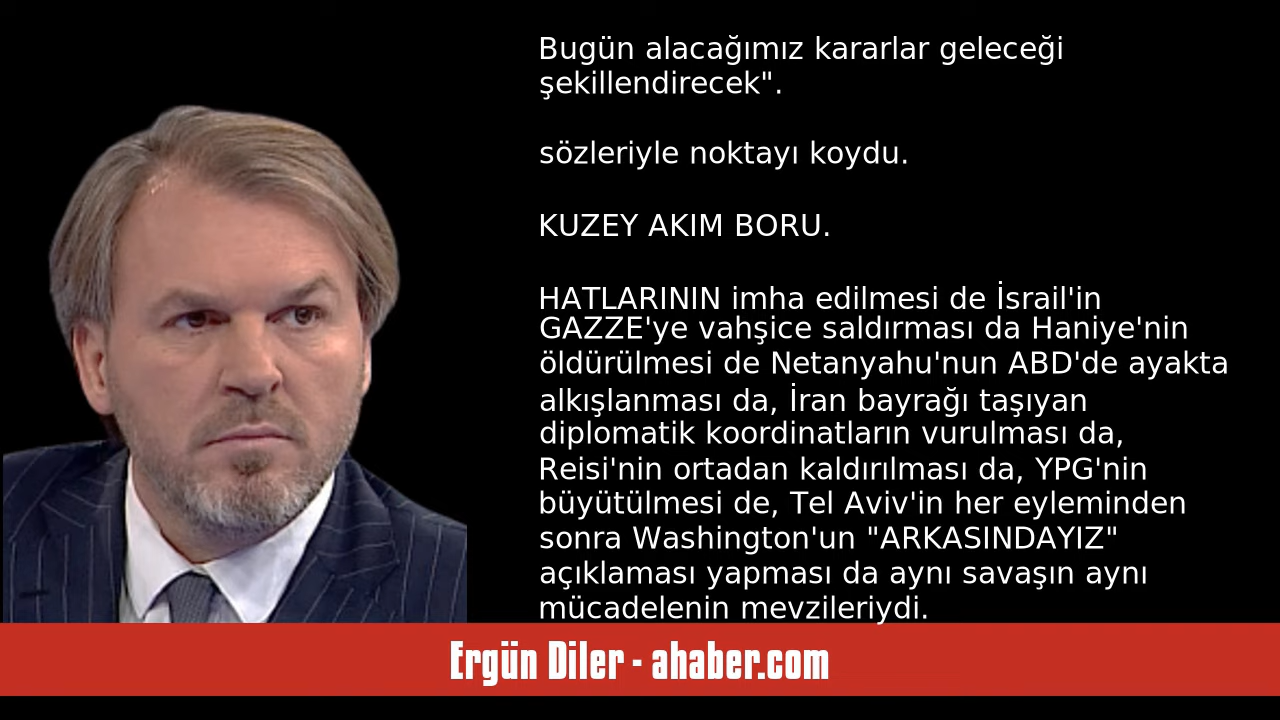 Bugün alacağımız kararlar geleceği
şekillendirecek".
sözleriyle noktayı koydu.
KUZEY AKIM BORU.
HATLARININ imha edilmesi de İsrail'in
GAZZE'ye vahşice saldırması da Haniye'nin
öldürülmesi de Netanyahu'nun ABD'de ayakta
alkışlanması da, İran bayrağı taşıyan
diplomatik koordinatların vurulması da,
Reisi'nin ortadan kaldırılması da, YPG'nin
büyütülmesi de, Tel Aviv'in her eyleminden
sonra Washington'un "ARKASINDAYIZ"
açıklaması yapması da aynı savaşın aynı
mücadelenin mevzileriydi.
Ergün Diler - ahaber.com